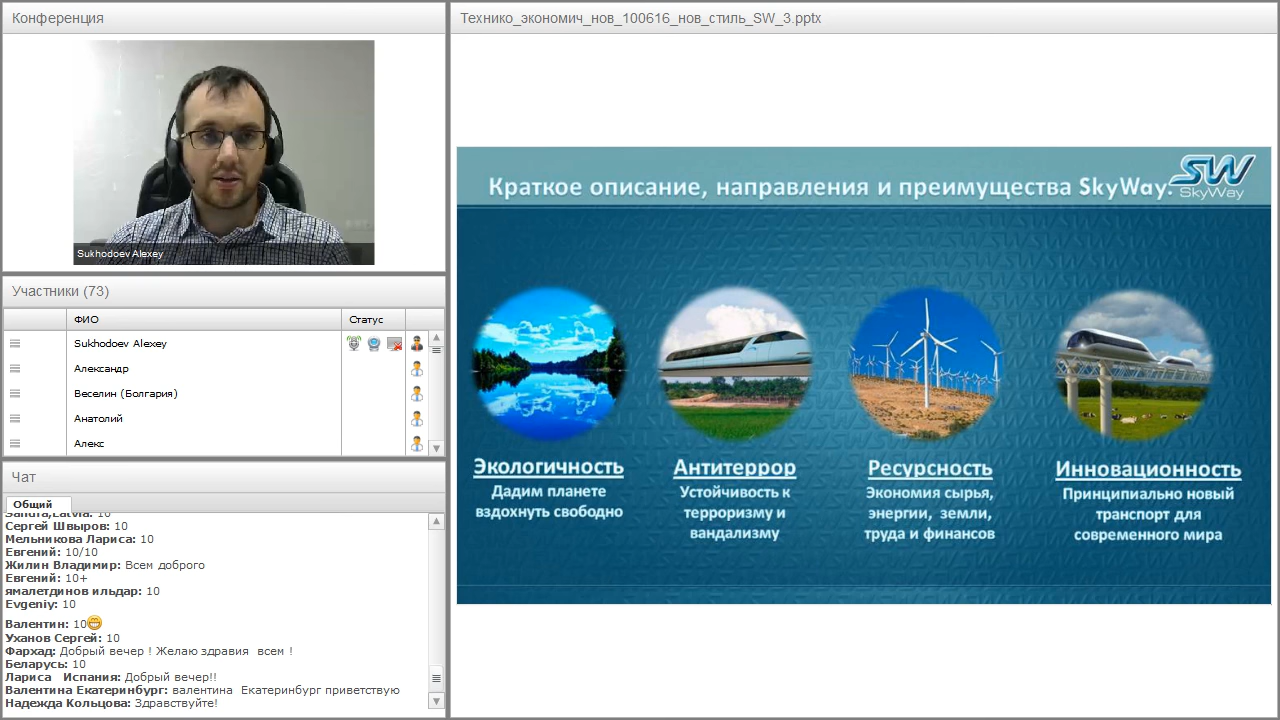 Конференция
Sukhodoev Alexey
Участники (73)
ФИО
Статус
Sukhodoev Alexey
Александр
Веселин (Болгария)
Анатолий
Алекс
Чат
Общий
Sandra,Latvia: 10
Сергей Швыров: 10
Мельникова Лариса: 10
Евгений: 10/10
Жилин Владимир: Всем доброго
Евгений: 10+
ямалетдинов ильдар: 10
Evgeniy: 10
Валентин: 10
Уханов Сергей: 10
Фархад: Добрый вечер ! Желаю здравия всем !
Беларусь: 10
Лариса Испания: Добрый вечер!!
Валентина Екатеринбург: валентина Екатеринбург приветствую
Надежда Кольцова: Здравствуйте!
Технико_экономич_нов_100616_нов_стиль_SW_3.pptx
Краткое описание, направления и преимущества SkyWay.
SW
SkyWay
Экологичность
Дадим планете
вздохнуть свободно
Антитеррор
Устойчивость к
терроризму и
вандализму
Ресурсность
Экономия сырья,
энергии, земли,
труда и финансов
Инновационность
Принципиально новый
транспорт для
современного мира